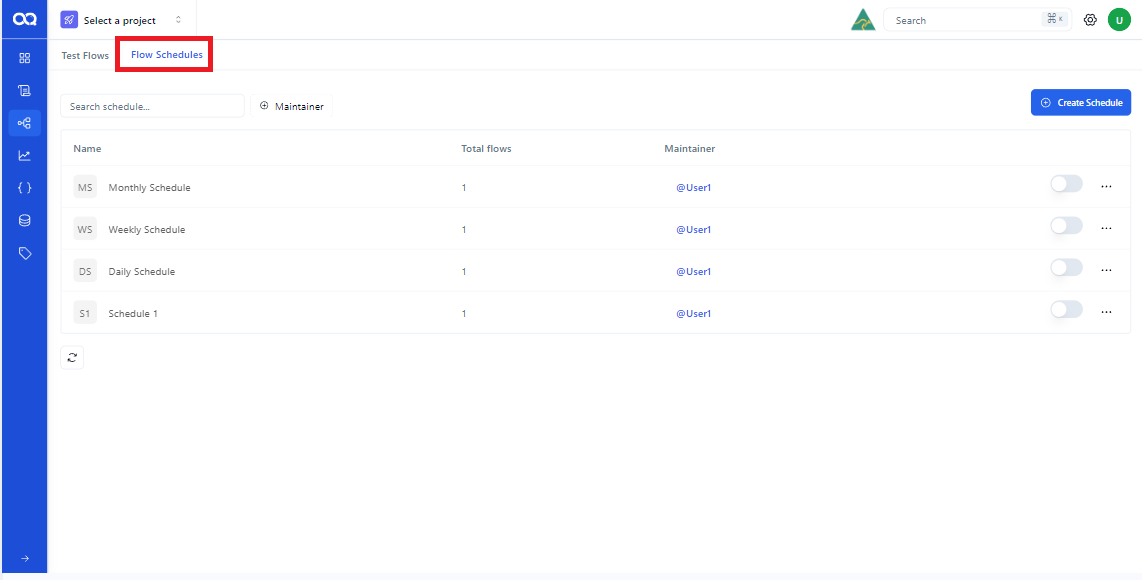 Select a project
Search
⌘ K
U
Test Flows
Flow Schedules
Search schedule...
Maintainer
Create Schedule
Name Total flows Maintainer
MS Monthly Schedule 1 @User1
WS Weekly Schedule 1 @User1
DS Daily Schedule 1 @User1
S1 Schedule 1 1 @User1